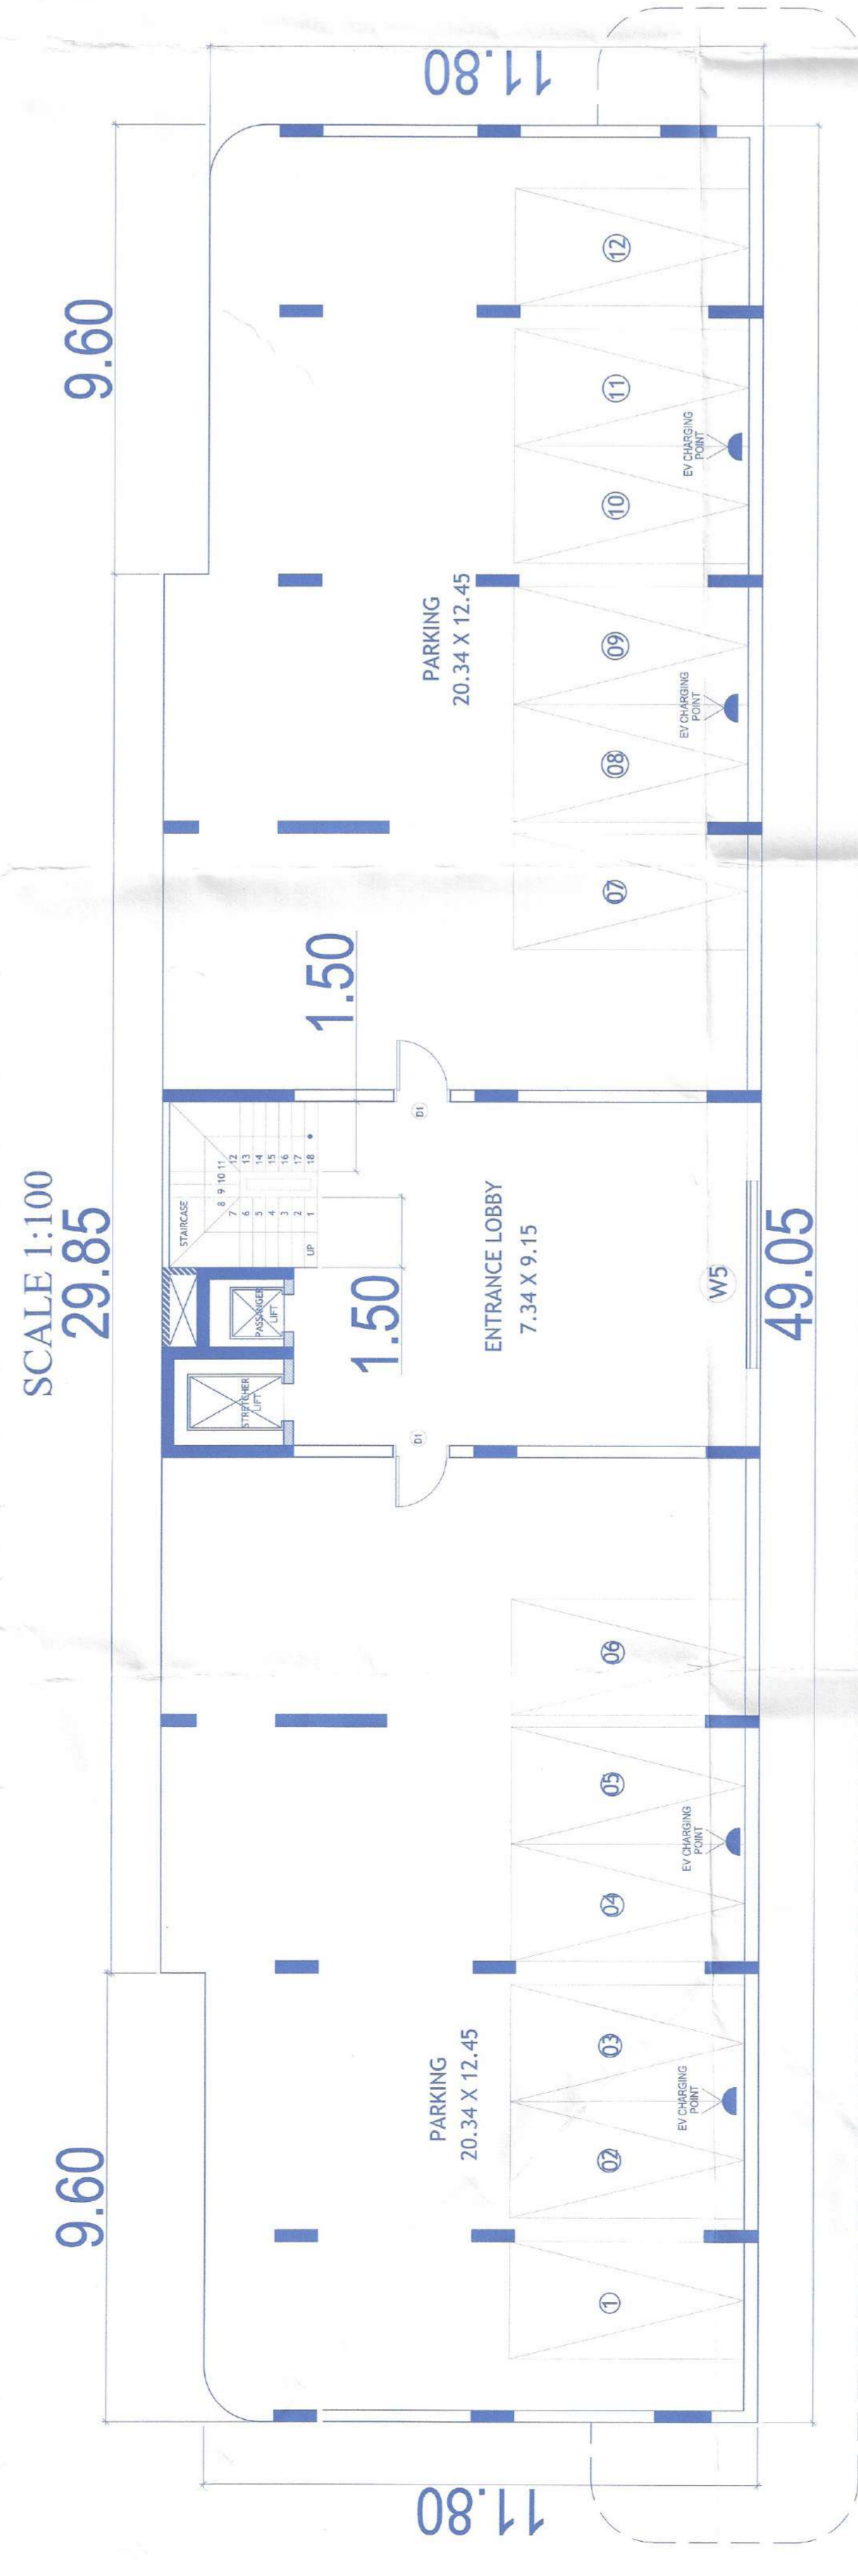 SCALE 1:100
29.85
9.60
9.60
11.80
11.80
49.05
PARKING
20.34 X 12.45
1
02
03
04
05
06
EV CHARGING
POINT
EV CHARGING
POINT
STRETCHER
LIFT
PASSANGER
LIFT
STAIRCASE
UP
1
2
3
4
5
6
7
8 9 10 11
12
13
14
15
16
17
18
1.50
1.50
D1
D1
ENTRANCE LOBBY
7.34 X 9.15
W5
PARKING
20.34 X 12.45
07
08
09
10
11
12
EV CHARGING
POINT
EV CHARGING
POINT